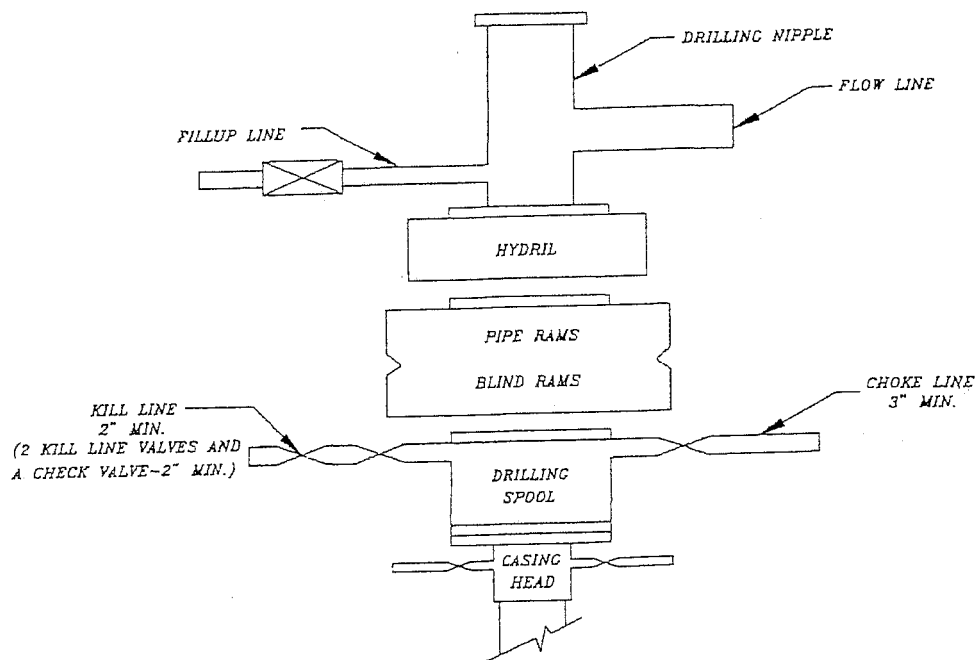 DRILLING NIPPLE
FLOW LINE
FILLUP LINE
HYDRIL
PIPE RAMS
BLIND RAMS
CHOKE LINE
3" MIN.
KILL LINE
2" MIN.
(2 KILL LINE VALVES AND
A CHECK VALVE-2" MIN.)
DRILLING
SPOOL
CASING
HEAD